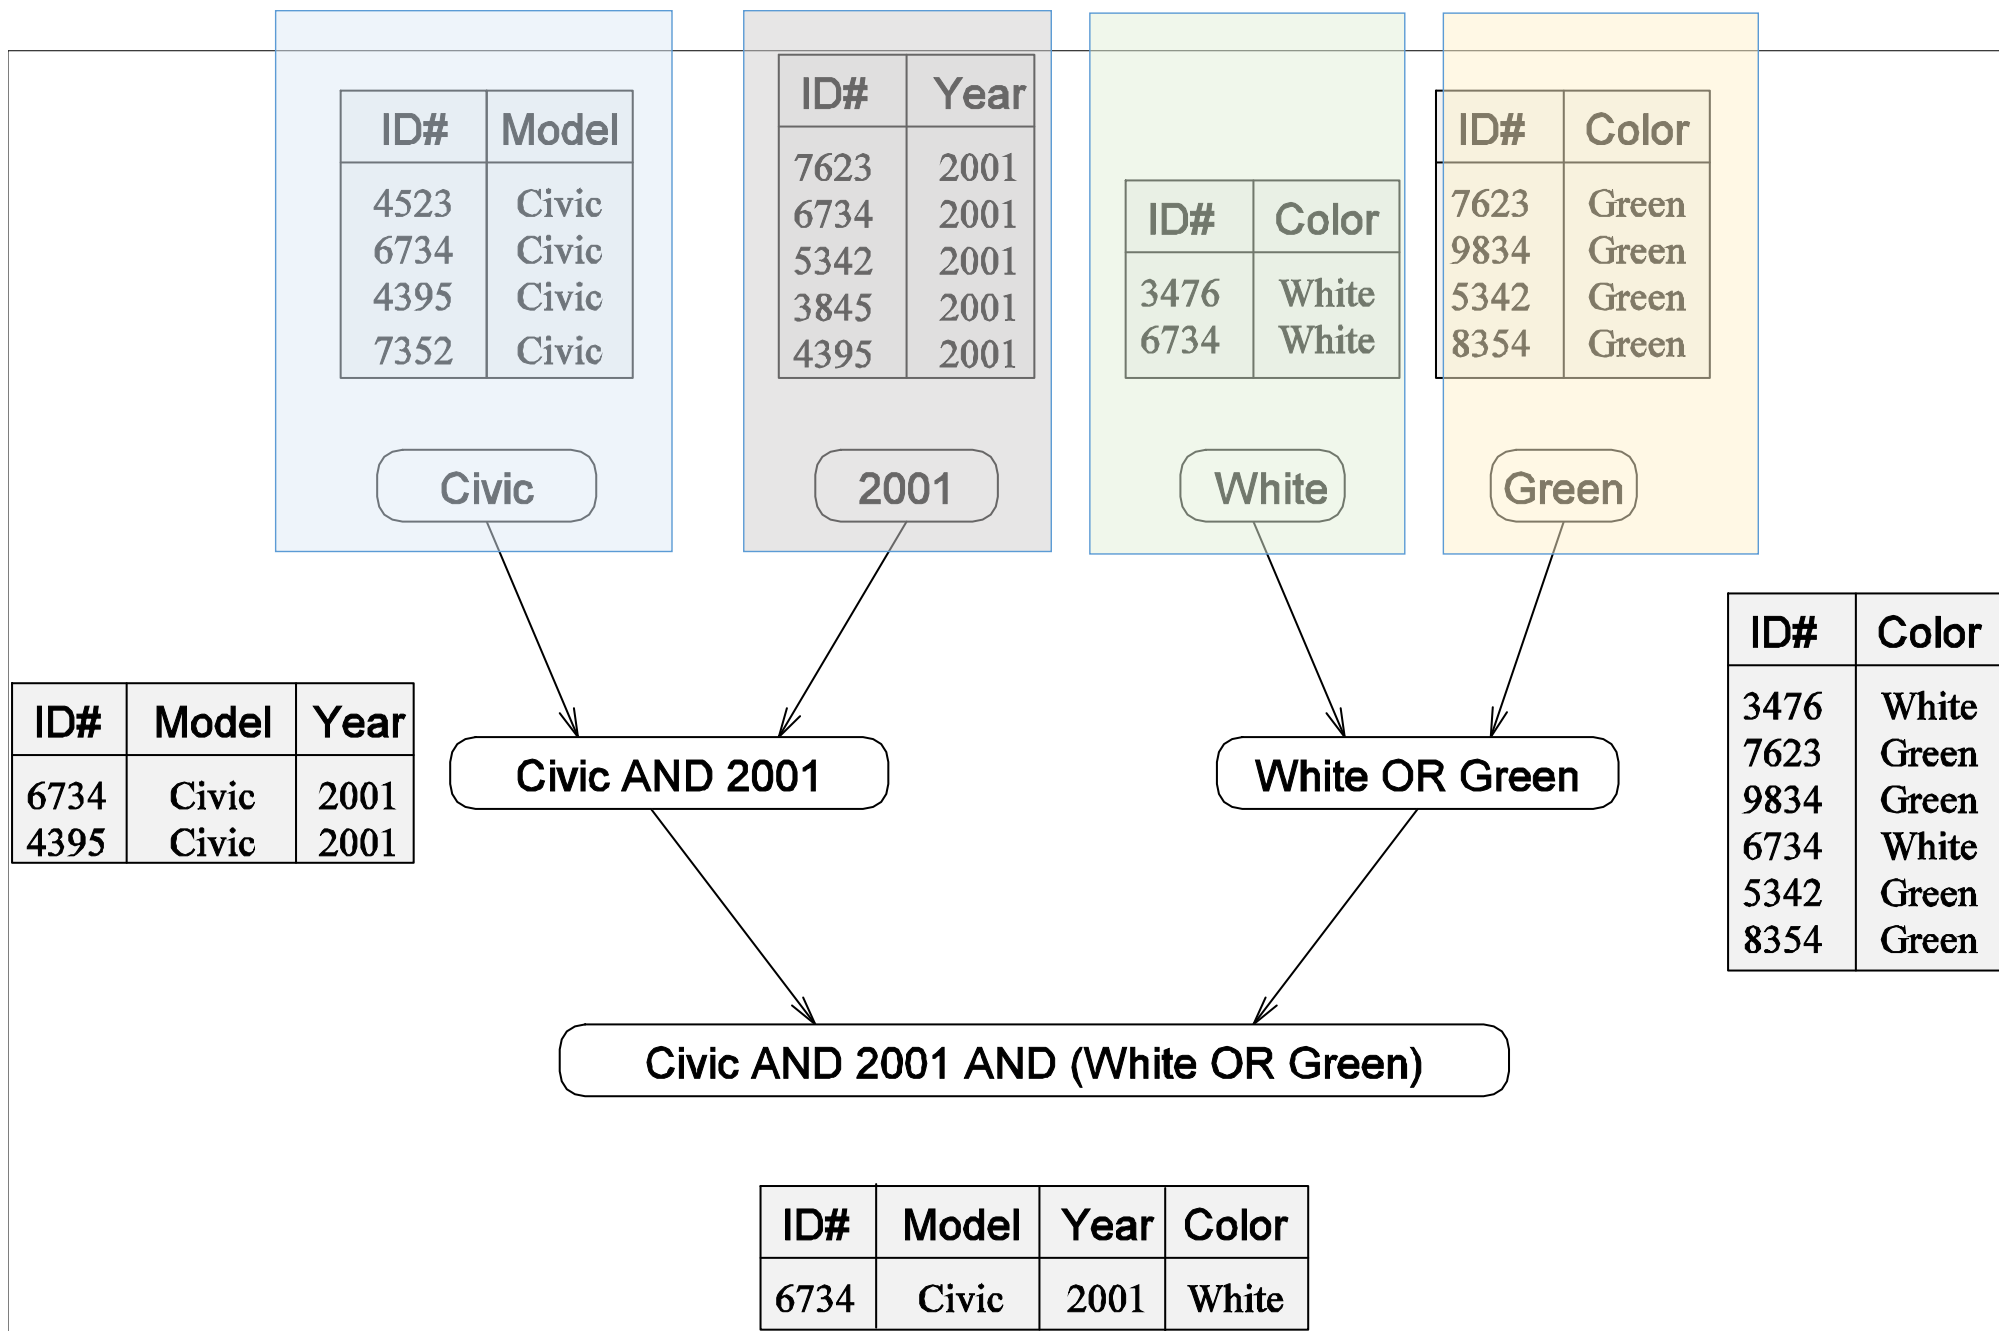 ID# Model
4523 Civic
6734 Civic
4395 Civic
7352 Civic
Civic
ID# Year
7623 2001
6734 2001
5342 2001
3845 2001
4395 2001
2001
ID# Color
3476 White
6734 White
White
ID# Color
7623 Green
9834 Green
5342 Green
8354 Green
Green
ID# Model Year
6734 Civic 2001
4395 Civic 2001
Civic AND 2001
White OR Green
ID# Color
3476 White
7623 Green
9834 Green
6734 White
5342 Green
8354 Green
Civic AND 2001 AND (White OR Green)
ID# Model Year Color
6734 Civic 2001 White